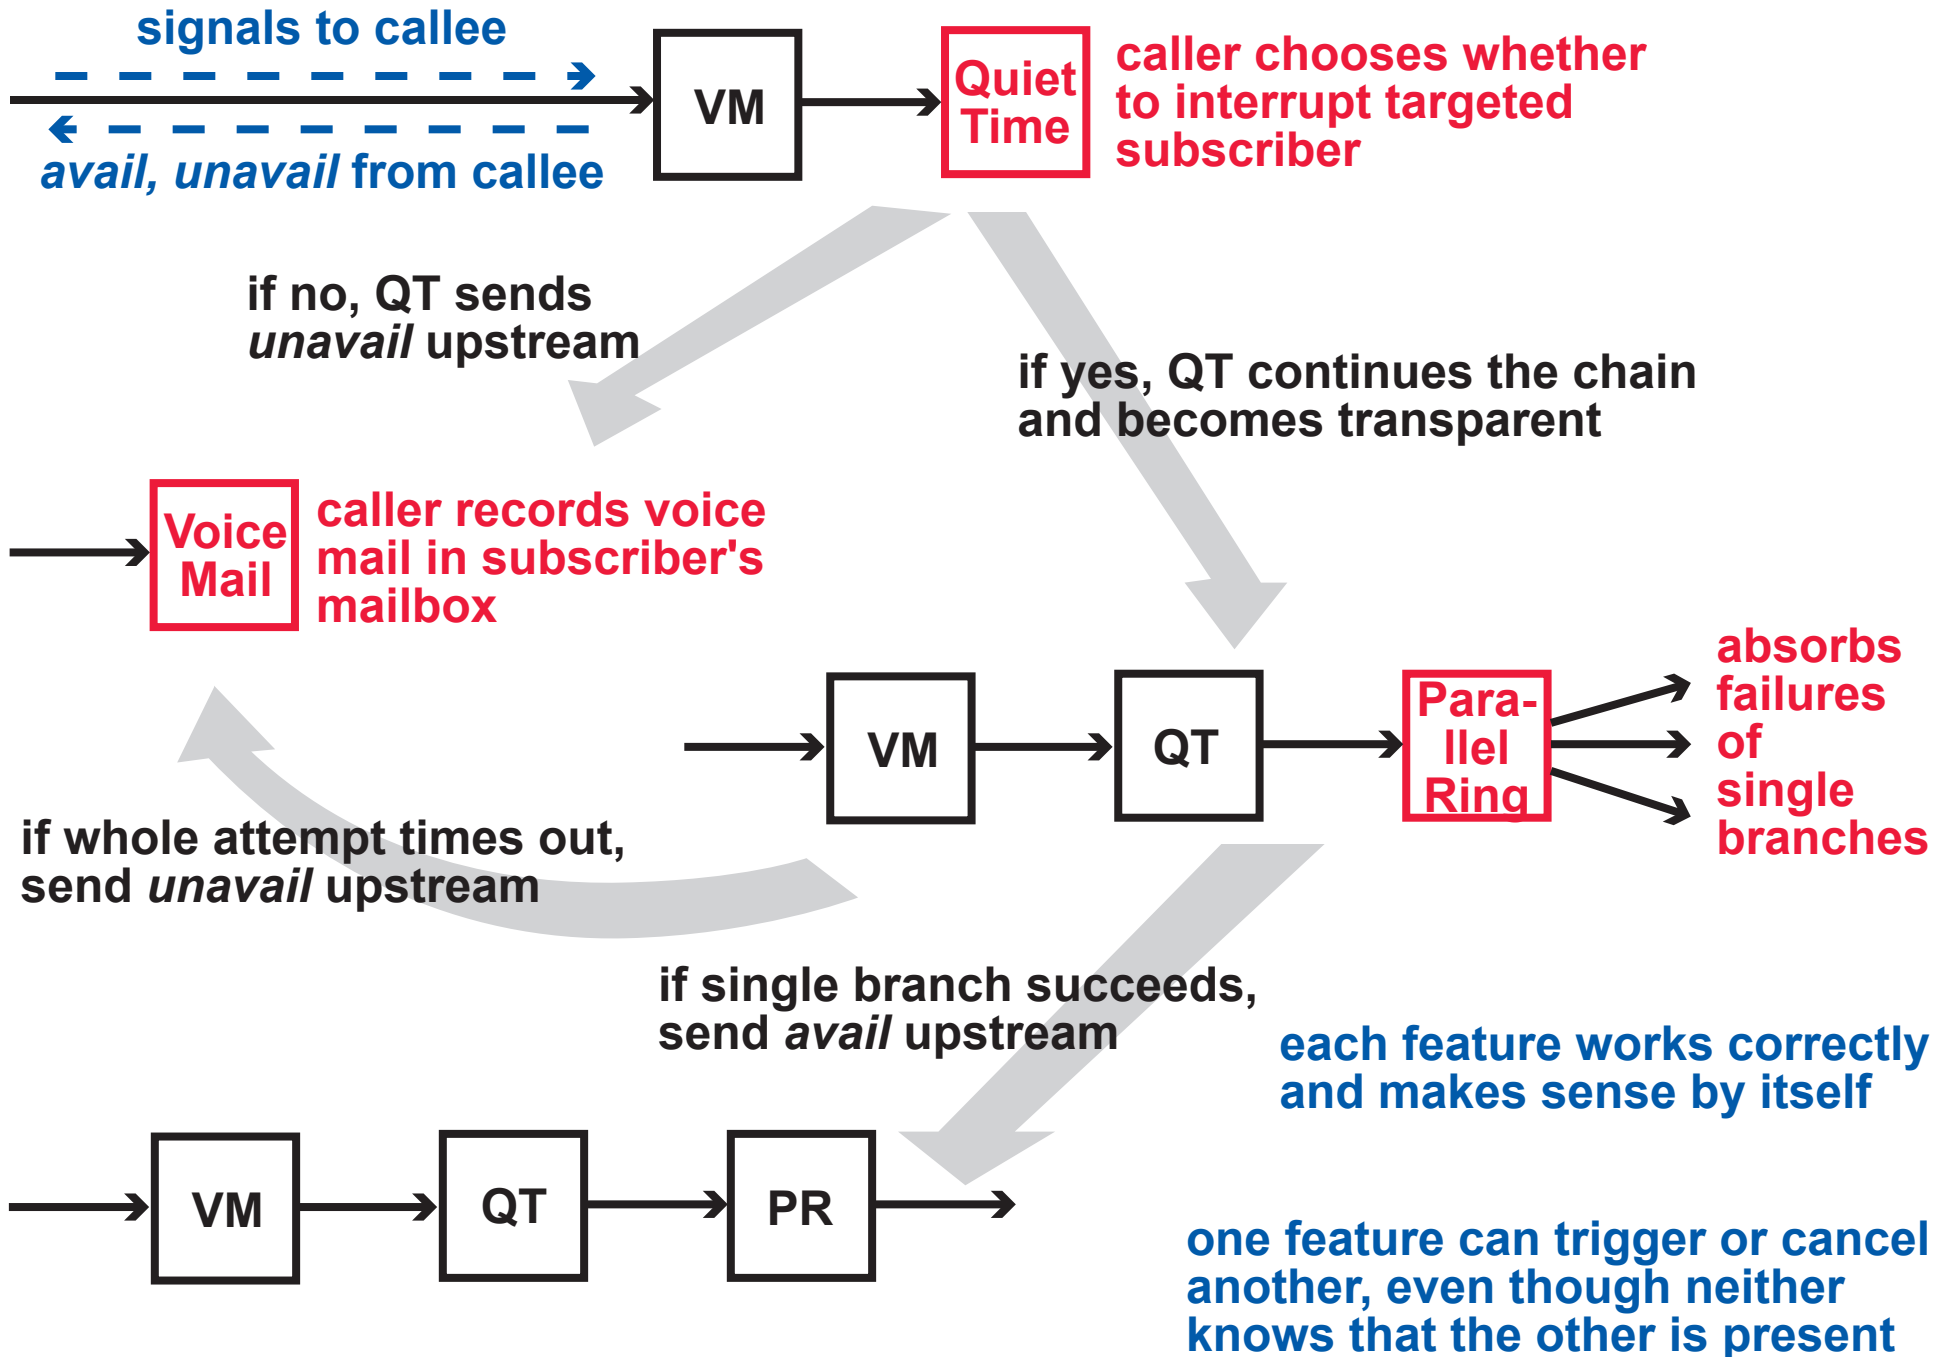 signals to callee
avail, unavail from callee
VM
Quiet
Time
caller chooses whether
to interrupt targeted
subscriber
if no, QT sends
unavail upstream
if yes, QT continues the chain
and becomes transparent
Voice
Mail
caller records voice
mail in subscriber's
mailbox
VM
QT
Para-
llel
Ring
absorbs
failures
of
single
branches
if whole attempt times out,
send unavail upstream
if single branch succeeds,
send avail upstream
each feature works correctly
and makes sense by itself
VM
QT
PR
one feature can trigger or cancel
another, even though neither
knows that the other is present